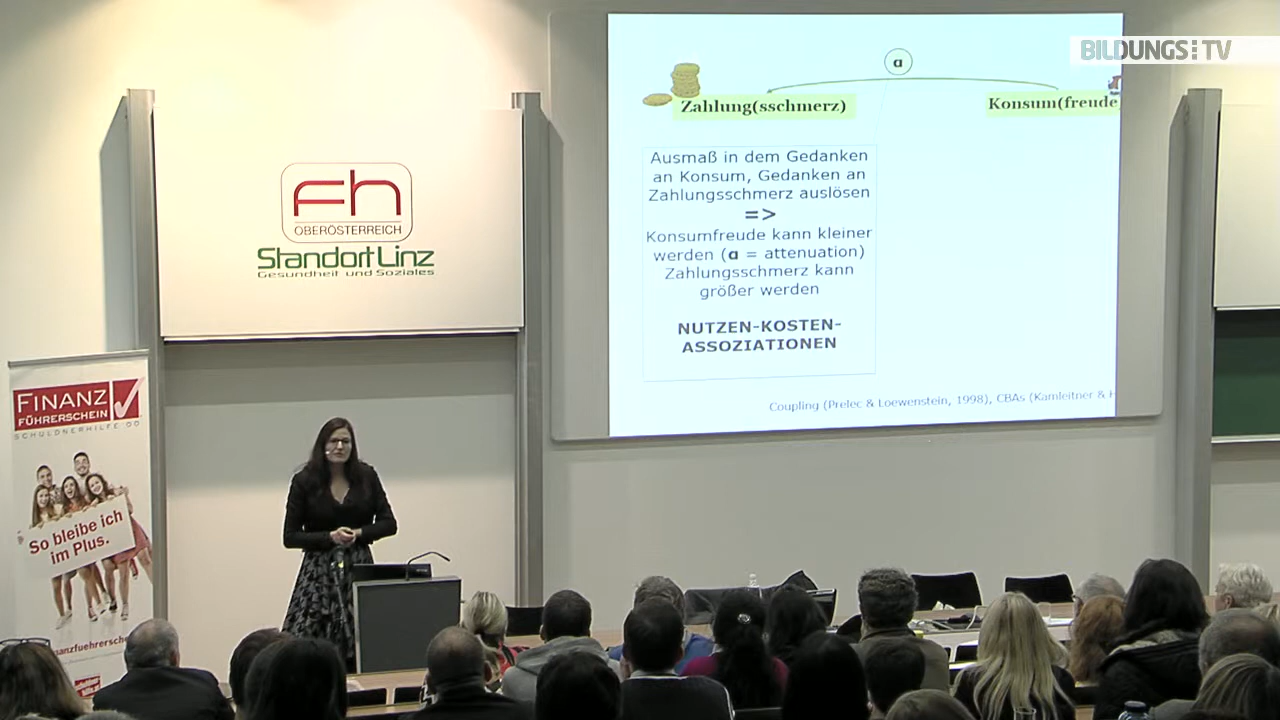 BILDUNGS TV
ɑ
Zahlung(sschmerz)
Konsum(freude
Ausmaß in dem Gedanken
an Konsum, Gedanken an
Zahlungsschmerz auslösen
=>
Konsumfreude kann kleiner
werden (ɑ = attenuation)
Zahlungsschmerz kann
größer werden
NUTZEN-KOSTEN-
ASSOZIATIONEN
Coupling (Prelec & Loewenstein, 1998), CBAs (Kamleitner & H
fh
OBERÖSTERREICH
Standort Linz
Gesundheit und Soziales
FINANZ
FÜHRERSCHEIN
SCHULDNERHILFE OÖ
So bleibe ich
im Plus.